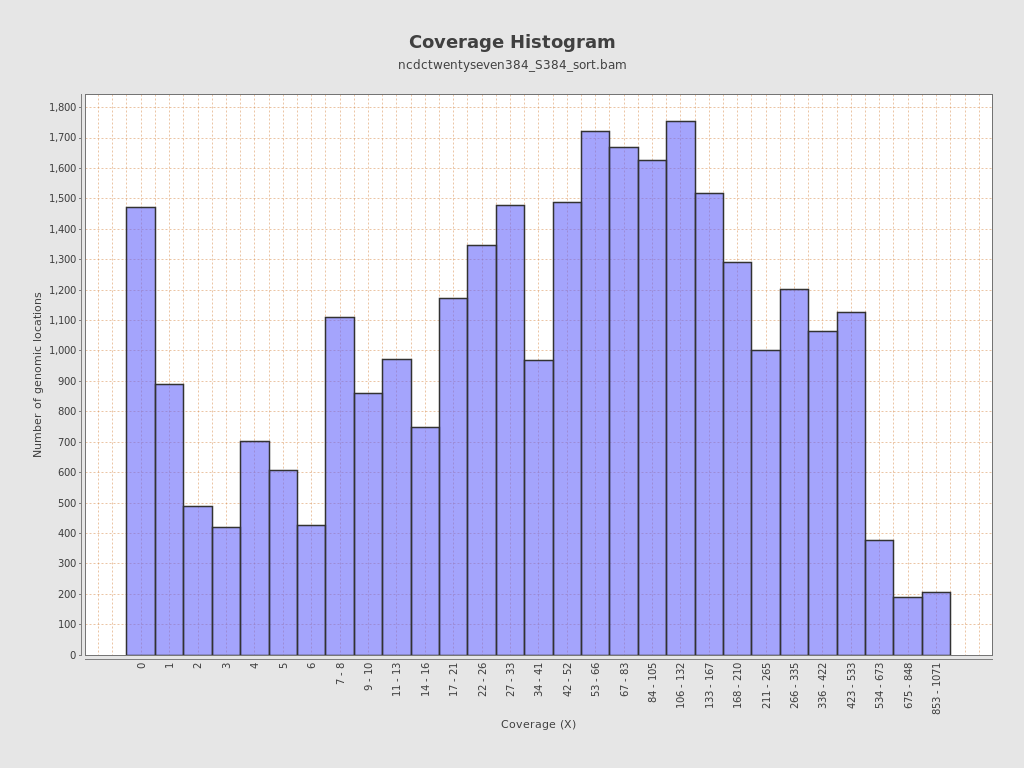 Coverage Histogram
ncdctwentyseven384_S384_sort.bam
Number of genomic locations
1,800
1,700
1,600
1,500
1,400
1,300
1,200
1,100
1,000
900
800
700
600
500
400
300
200
100
0
0
1
2
3
4
5
6
7 - 8
9 - 10
11 - 13
14 - 16
17 - 21
22 - 26
27 - 33
34 - 41
42 - 52
53 - 66
67 - 83
84 - 105
106 - 132
133 - 167
168 - 210
211 - 265
266 - 335
336 - 422
423 - 533
534 - 673
675 - 848
853 - 1071
Coverage (X)